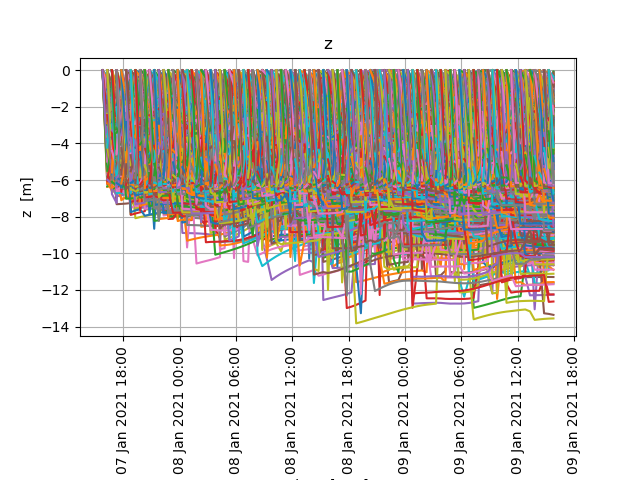 z
0
−2
−4
−6
−8
−10
−12
−14
z [m]
07 Jan 2021 18:00
08 Jan 2021 00:00
08 Jan 2021 06:00
08 Jan 2021 12:00
08 Jan 2021 18:00
09 Jan 2021 00:00
09 Jan 2021 06:00
09 Jan 2021 12:00
09 Jan 2021 18:00